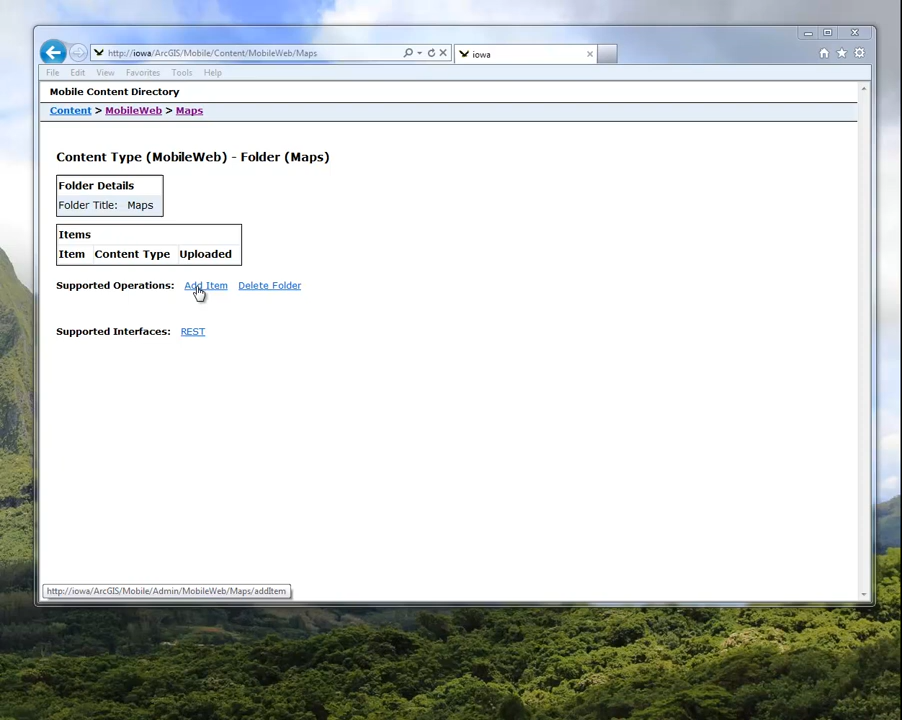 http://iowa/ArcGIS/Mobile/Content/MobileWeb/Maps
iowa
File Edit View Favorites Tools Help
Mobile Content Directory
Content > MobileWeb > Maps
Content Type (MobileWeb) - Folder (Maps)
Folder Details
Folder Title: Maps
Items
Item Content Type Uploaded
Supported Operations: Add Item Delete Folder
Supported Interfaces: REST
http://iowa/ArcGIS/Mobile/Admin/MobileWeb/Maps/addItem